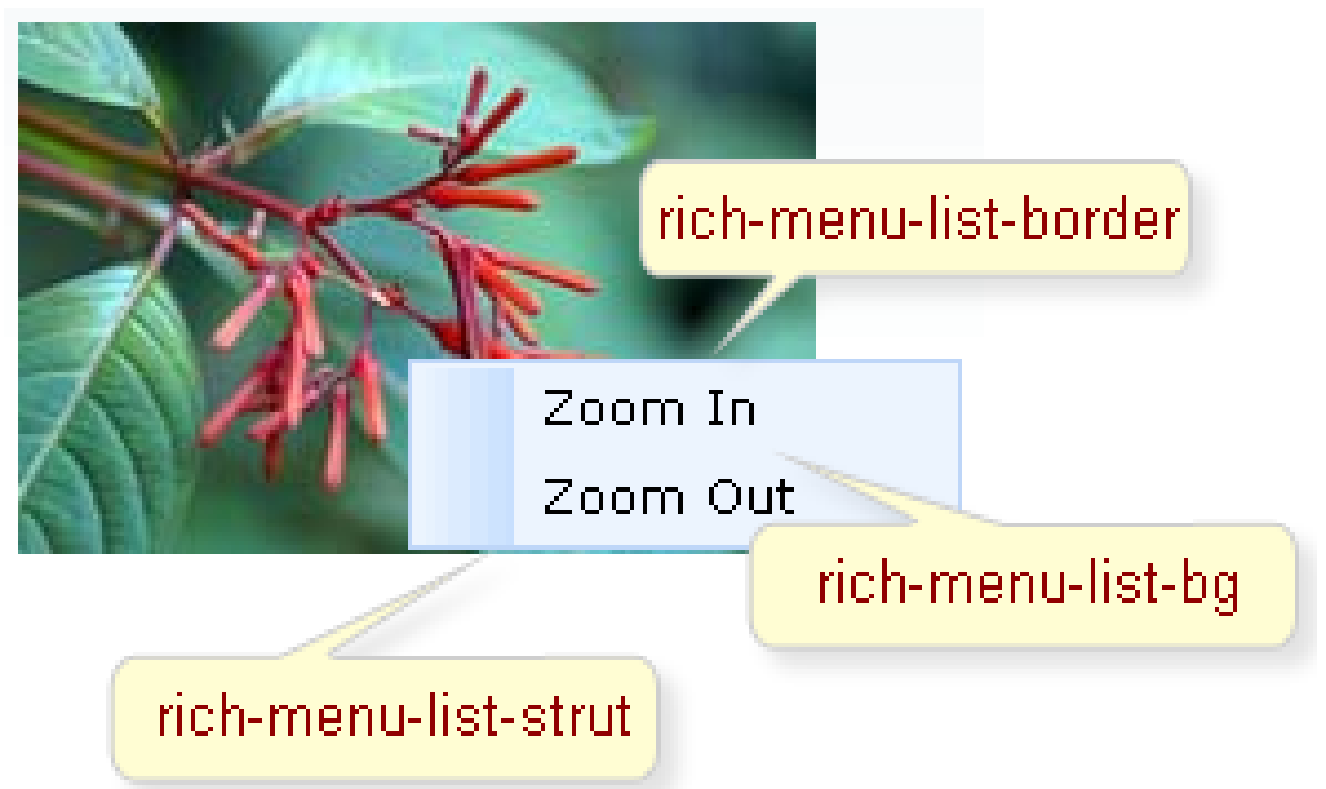 rich-menu-list-border
Zoom In
Zoom Out
rich-menu-list-bg
rich-menu-list-strut